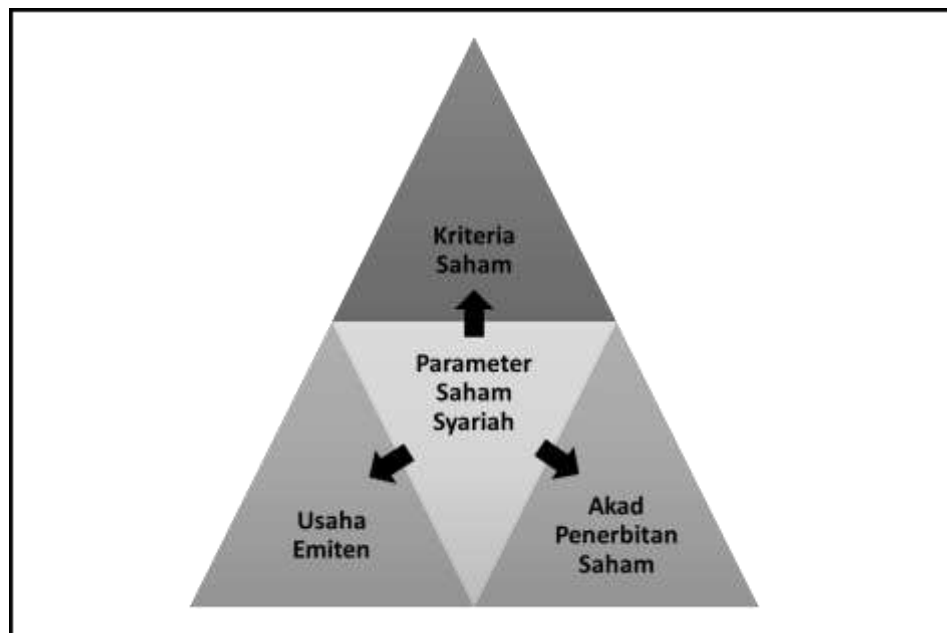 Kriteria
Saham
Parameter
Saham
Syariah
Usaha
Emiten
Akad
Penerbitan
Saham